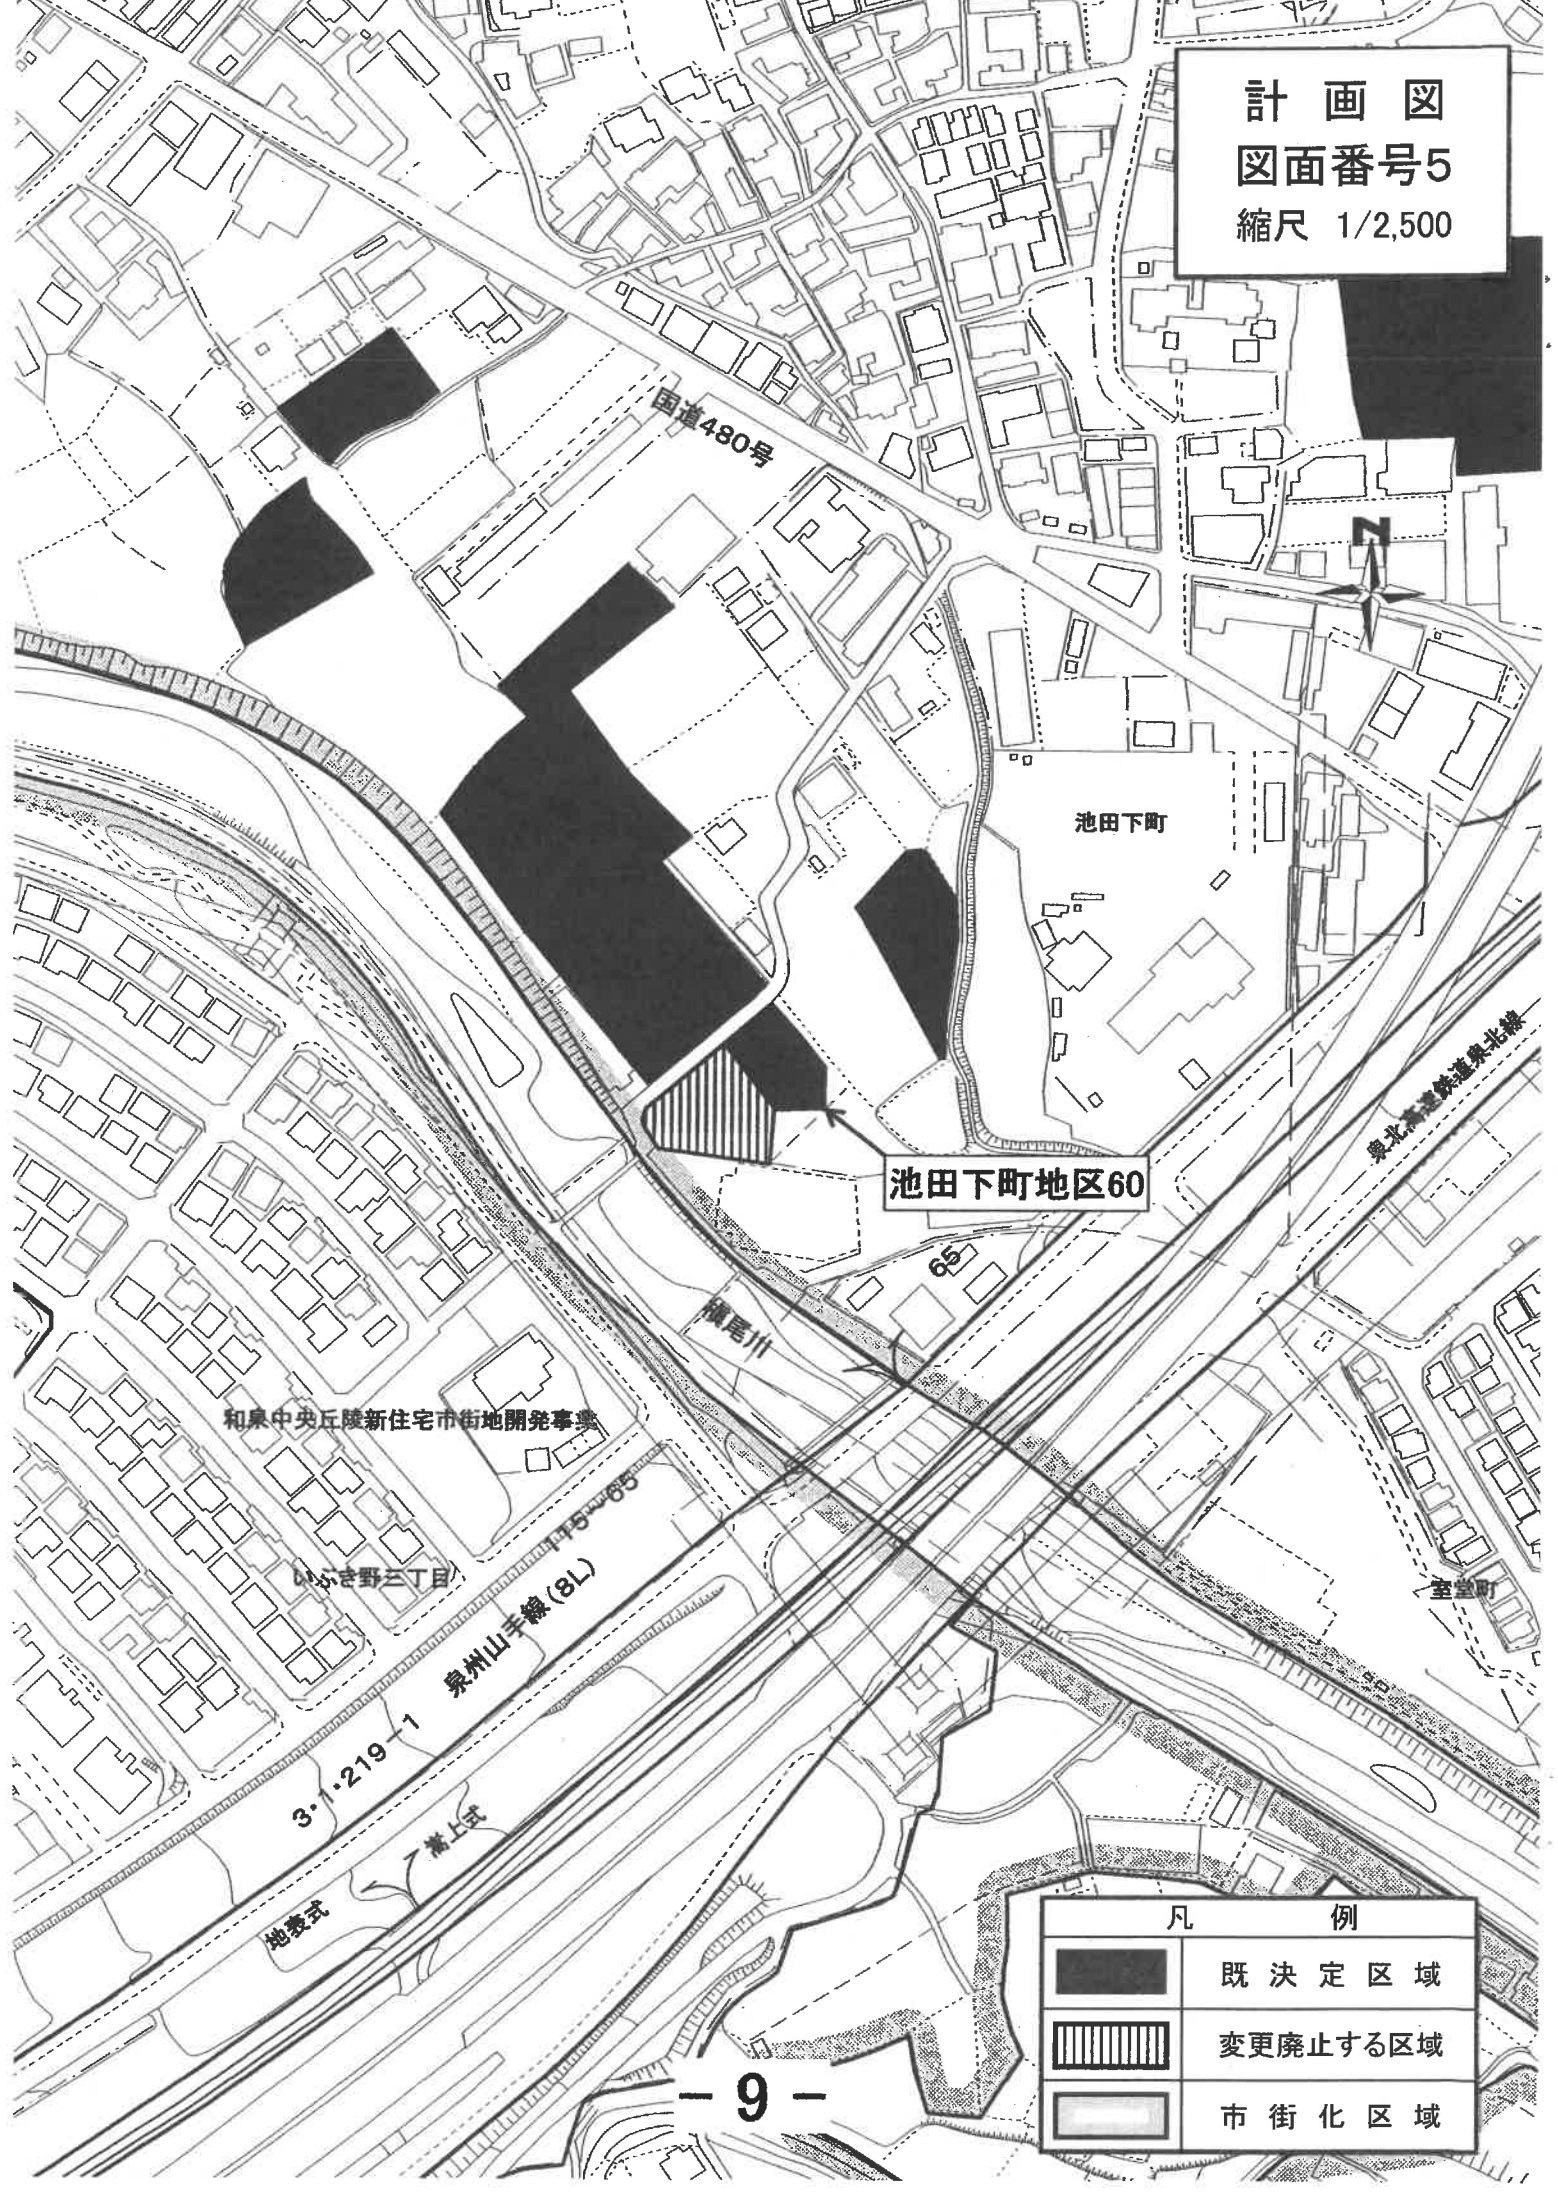 計画図
図面番号5
縮尺 1/2,500
国道480号
N
池田下町
泉北高速鉄道泉北線
池田下町地区60
65
槇尾川
和泉中央丘陵新住宅市街地開発事業
115-65
いぶき野三丁目
泉州山手線(8L)
室堂町
3・1・219-1
嵩上式
地表式
凡例
既決定区域
変更廃止する区域
市街化区域
- 9 -